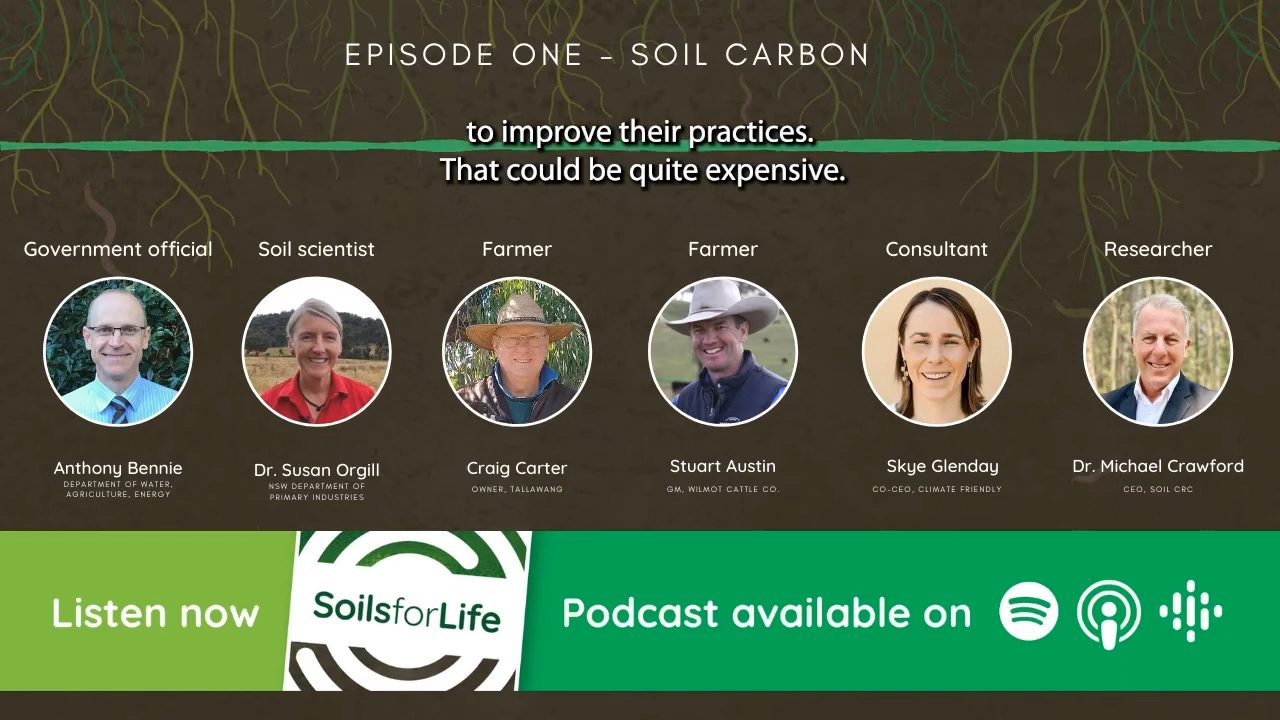 EPISODE ONE – SOIL CARBON
to improve their practices.
That could be quite expensive.
Government official
Soil scientist
Farmer
Farmer
Consultant
Researcher
Anthony Bennie
DEPARTMENT OF WATER,
AGRICULTURE, ENERGY
Dr. Susan Orgill
NSW DEPARTMENT OF
PRIMARY INDUSTRIES
Craig Carter
OWNER, TALLAWANG
Stuart Austin
GM, WILMOT CATTLE CO.
Skye Glenday
CO-CEO, CLIMATE FRIENDLY
Dr. Michael Crawford
CEO, SOIL CRC
Listen now
SoilsforLife
Podcast available on